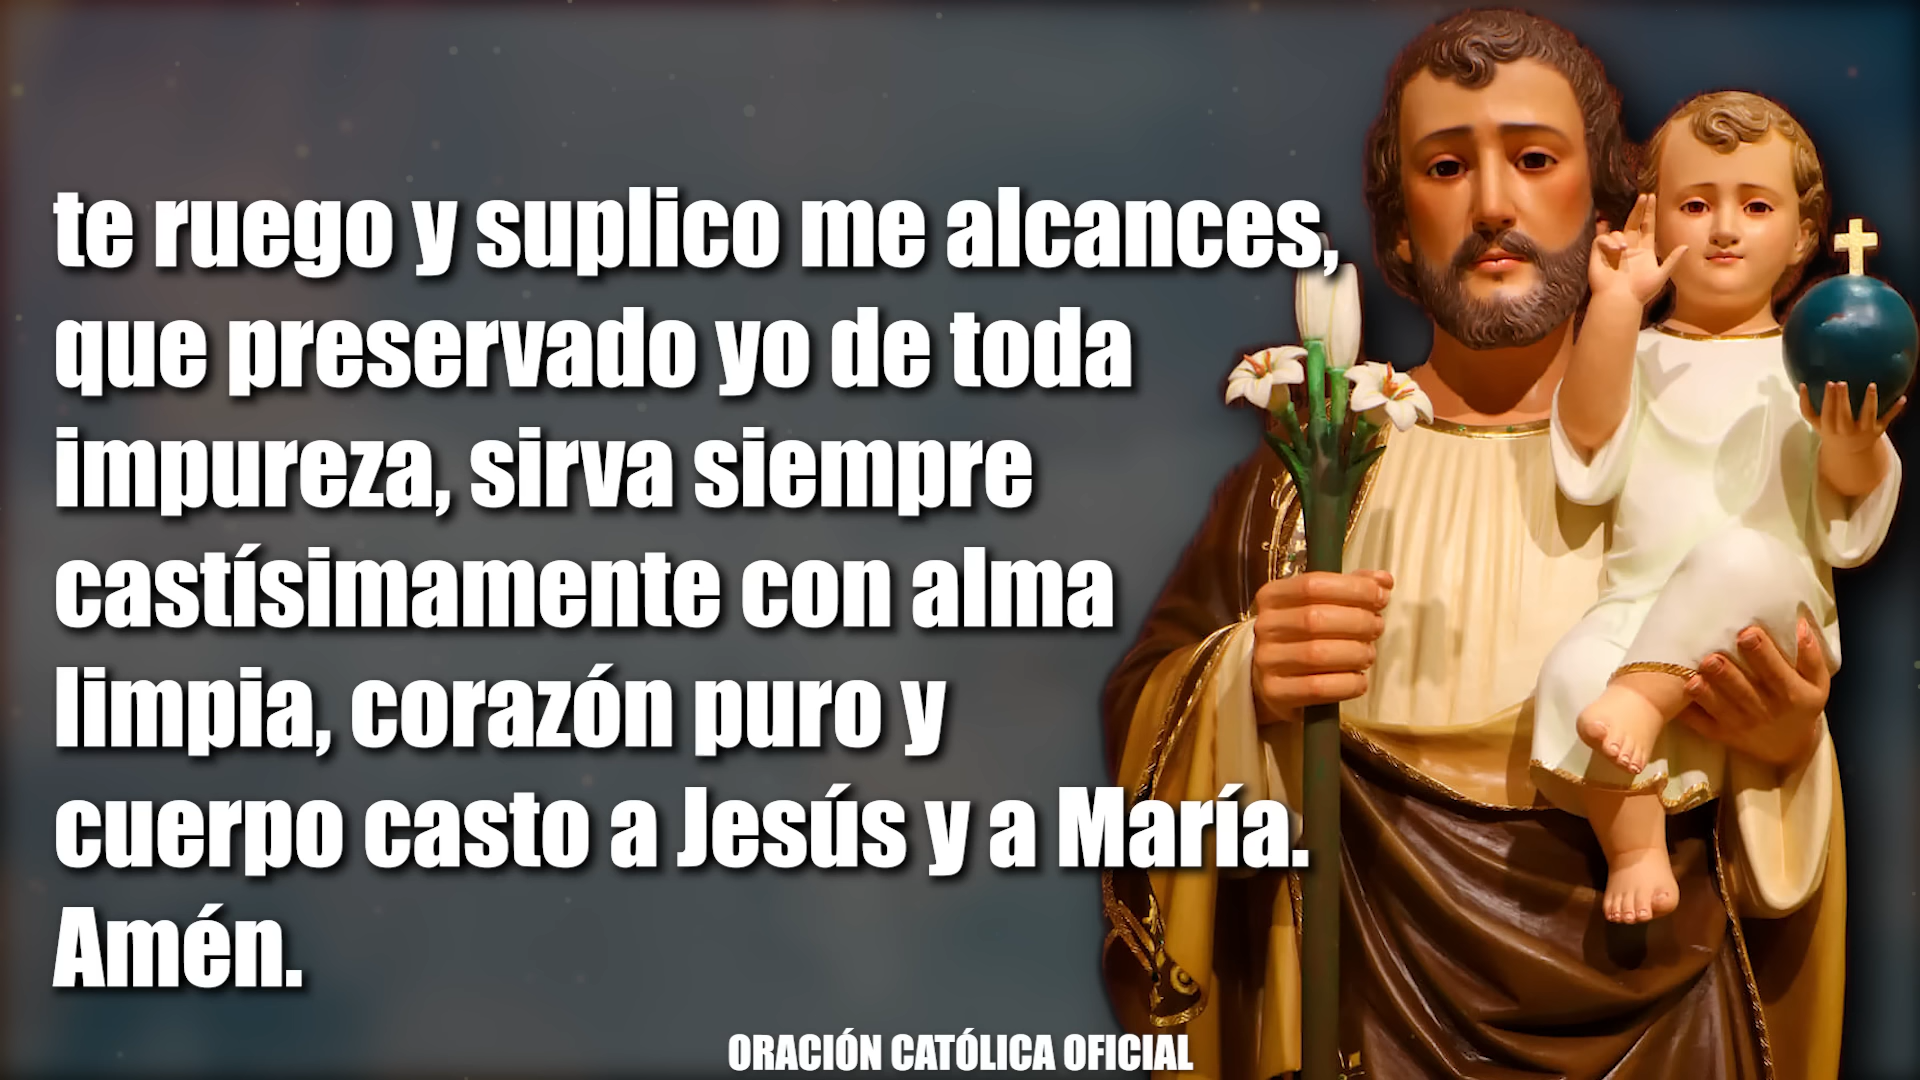 te ruego y suplico me alcances,
que preservado yo de toda
impureza, sirva siempre
castísimamente con alma
limpia, corazón puro y
cuerpo casto a Jesús y a María.
Amén.
ORACIÓN CATÓLICA OFICIAL